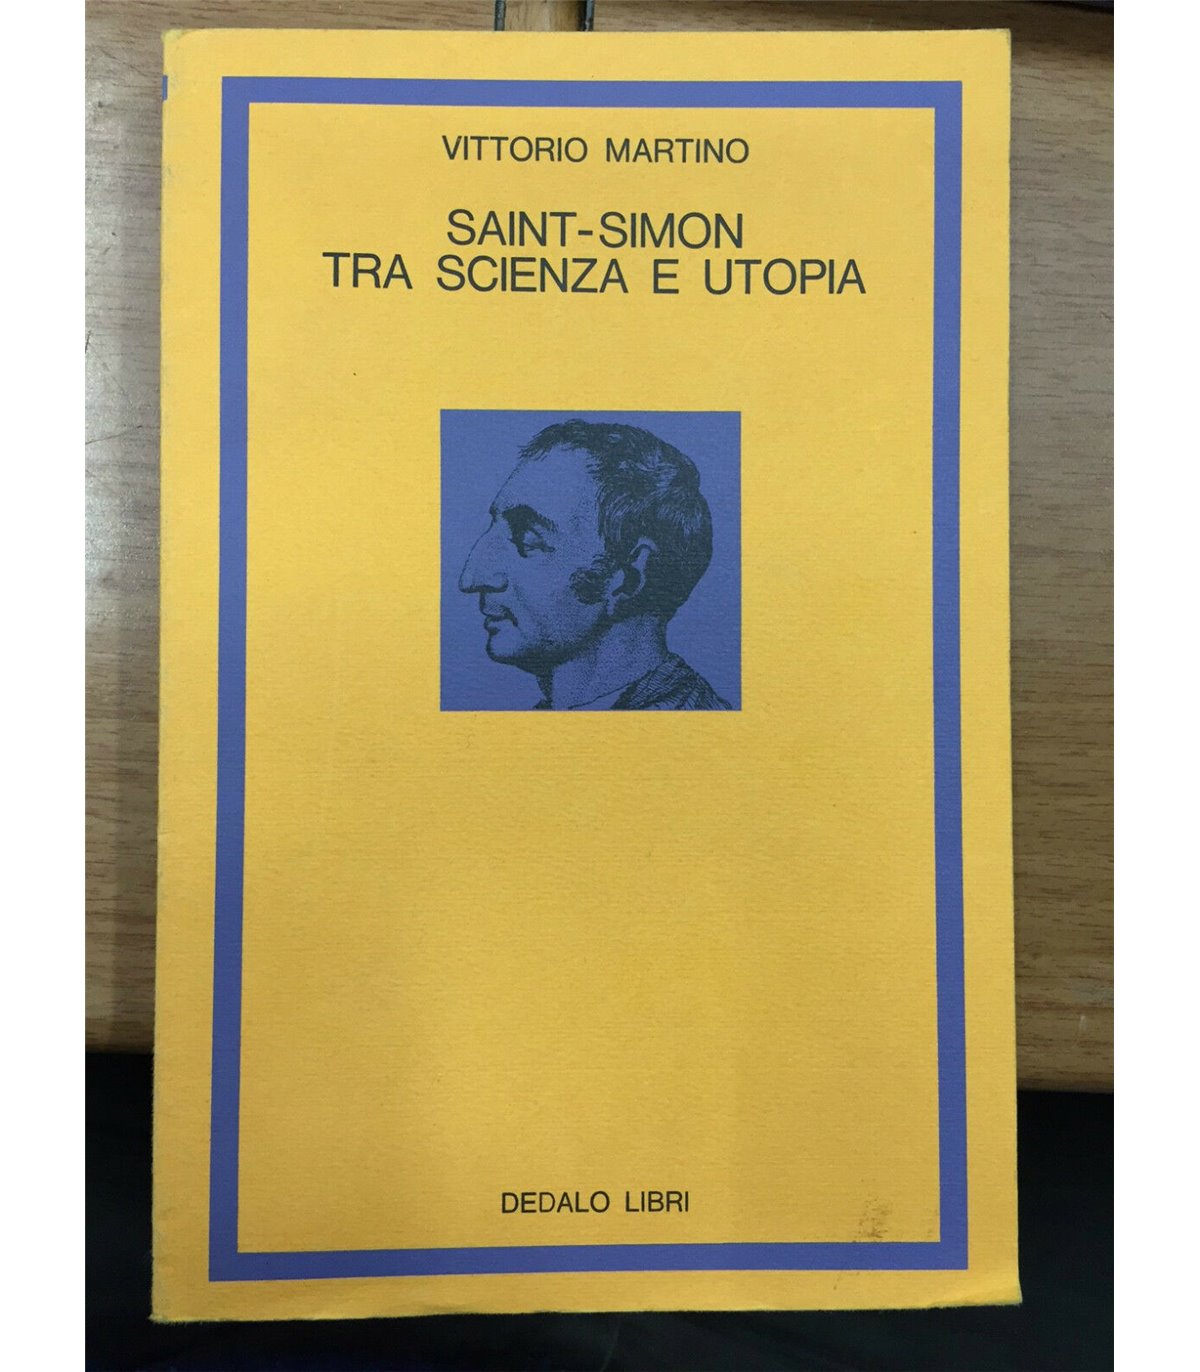 VITTORIO MARTINO
SAINT-SIMON
TRA SCIENZA E UTOPIA
DEDALO LIBRI